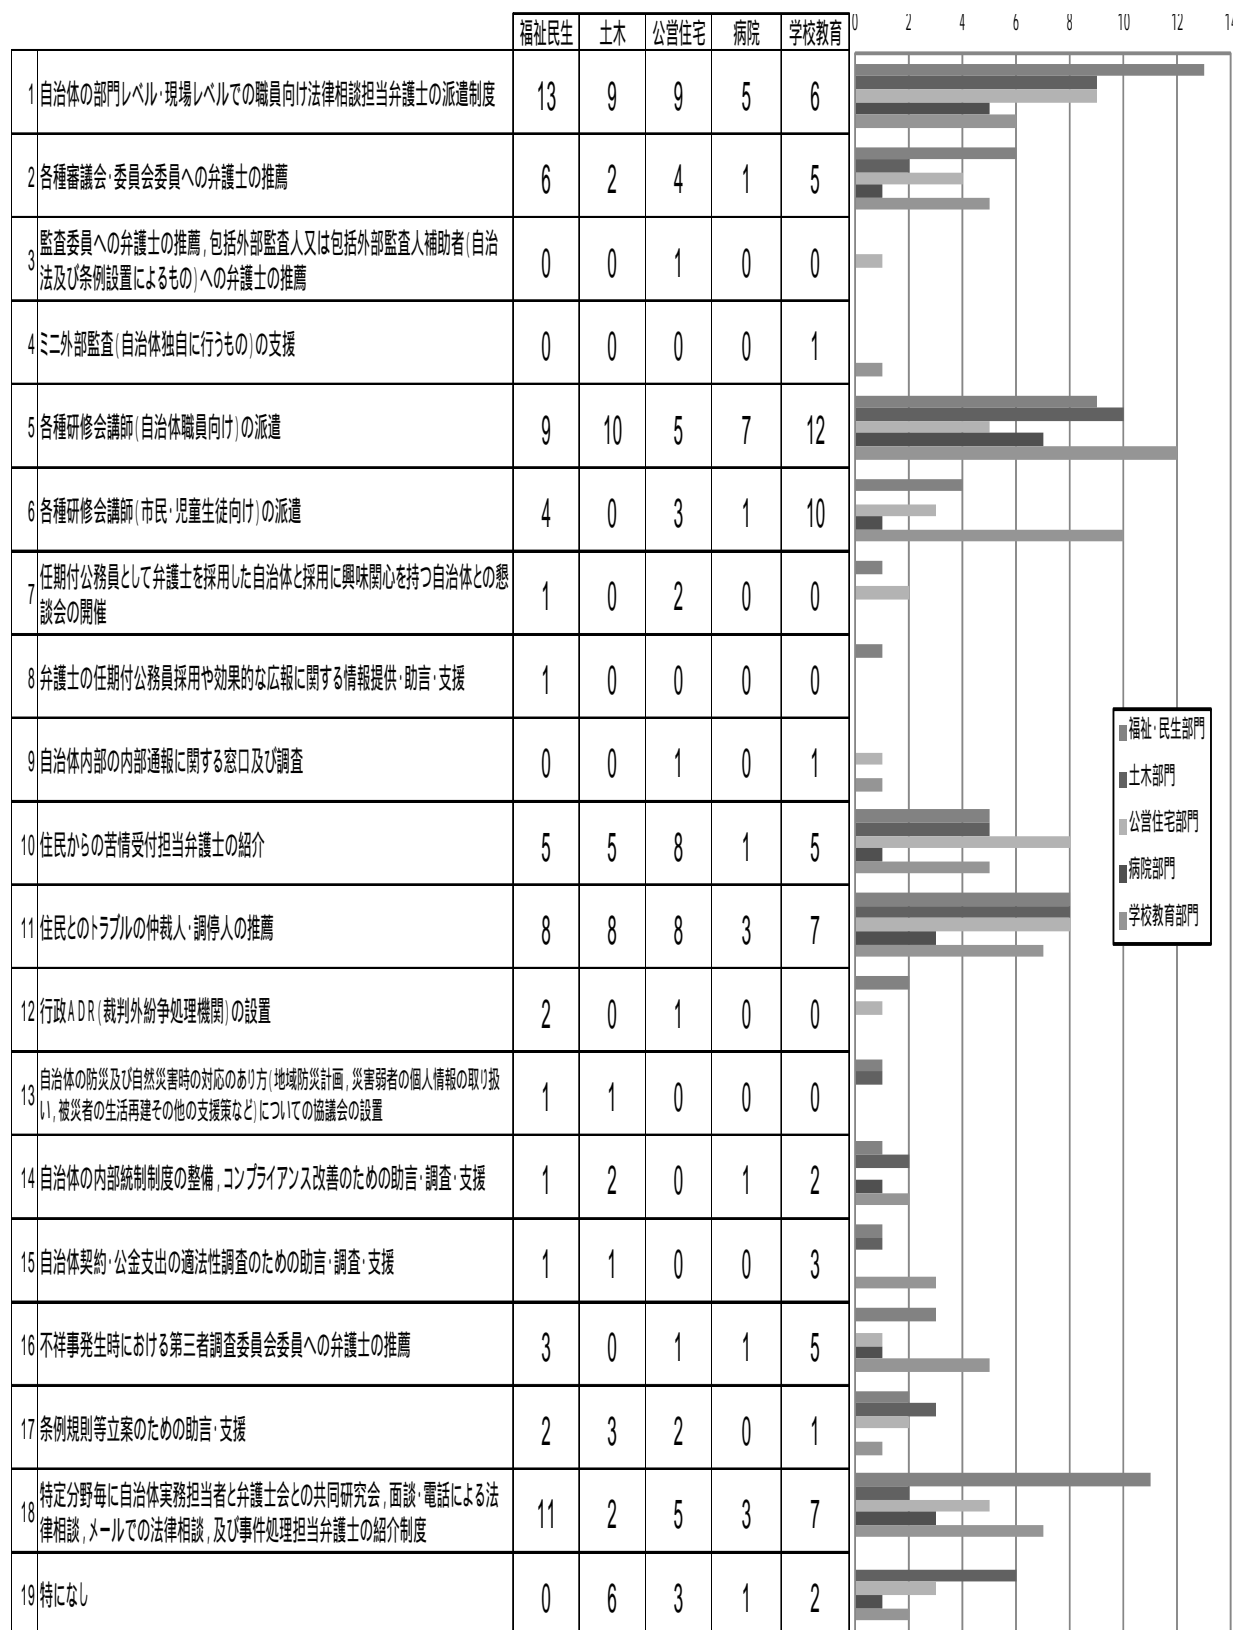 福祉民生 土木 公営住宅 病院 学校教育 0 2 4 6 8 10 12 14
1 自治体の部門レベル・現場レベルでの職員向け法律相談担当弁護士の派遣制度 13 9 9 5 6
2 各種審議会・委員会委員への弁護士の推薦 6 2 4 1 5
3 監査委員への弁護士の推薦,包括外部監査人又は包括外部監査人補助者(自治
法及び条例設置によるもの)への弁護士の推薦 0 0 1 0 0
4 ミニ外部監査(自治体独自に行うもの)の支援 0 0 0 0 1
5 各種研修会講師(自治体職員向け)の派遣 9 10 5 7 12
6 各種研修会講師(市民・児童生徒向け)の派遣 4 0 3 1 10
7 任期付公務員として弁護士を採用した自治体と採用に興味関心を持つ自治体との懇
談会の開催 1 0 2 0 0
8 弁護士の任期付公務員採用や効果的な広報に関する情報提供・助言・支援 1 0 0 0 0
9 自治体内部の内部通報に関する窓口及び調査 0 0 1 0 1
10 住民からの苦情受付担当弁護士の紹介 5 5 8 1 5
11 住民とのトラブルの仲裁人・調停人の推薦 8 8 8 3 7
12 行政ADR(裁判外紛争処理機関)の設置 2 0 1 0 0
13 自治体の防災及び自然災害時の対応のあり方(地域防災計画,災害弱者の個人情報の取り扱
い,被災者の生活再建その他の支援策など)についての協議会の設置 1 1 0 0 0
14 自治体の内部統制制度の整備,コンプライアンス改善のための助言・調査・支援 1 2 0 1 2
15 自治体契約・公金支出の適法性調査のための助言・調査・支援 1 1 0 0 3
16 不祥事発生時における第三者調査委員会委員への弁護士の推薦 3 0 1 1 5
17 条例規則等立案のための助言・支援 2 3 2 0 1
18 特定分野毎に自治体実務担当者と弁護士会との共同研究会,面談・電話による法
律相談,メールでの法律相談,及び事件処理担当弁護士の紹介制度 11 2 5 3 7
19 特になし 0 6 3 1 2
福祉・民生部門
土木部門
公営住宅部門
病院部門
学校教育部門